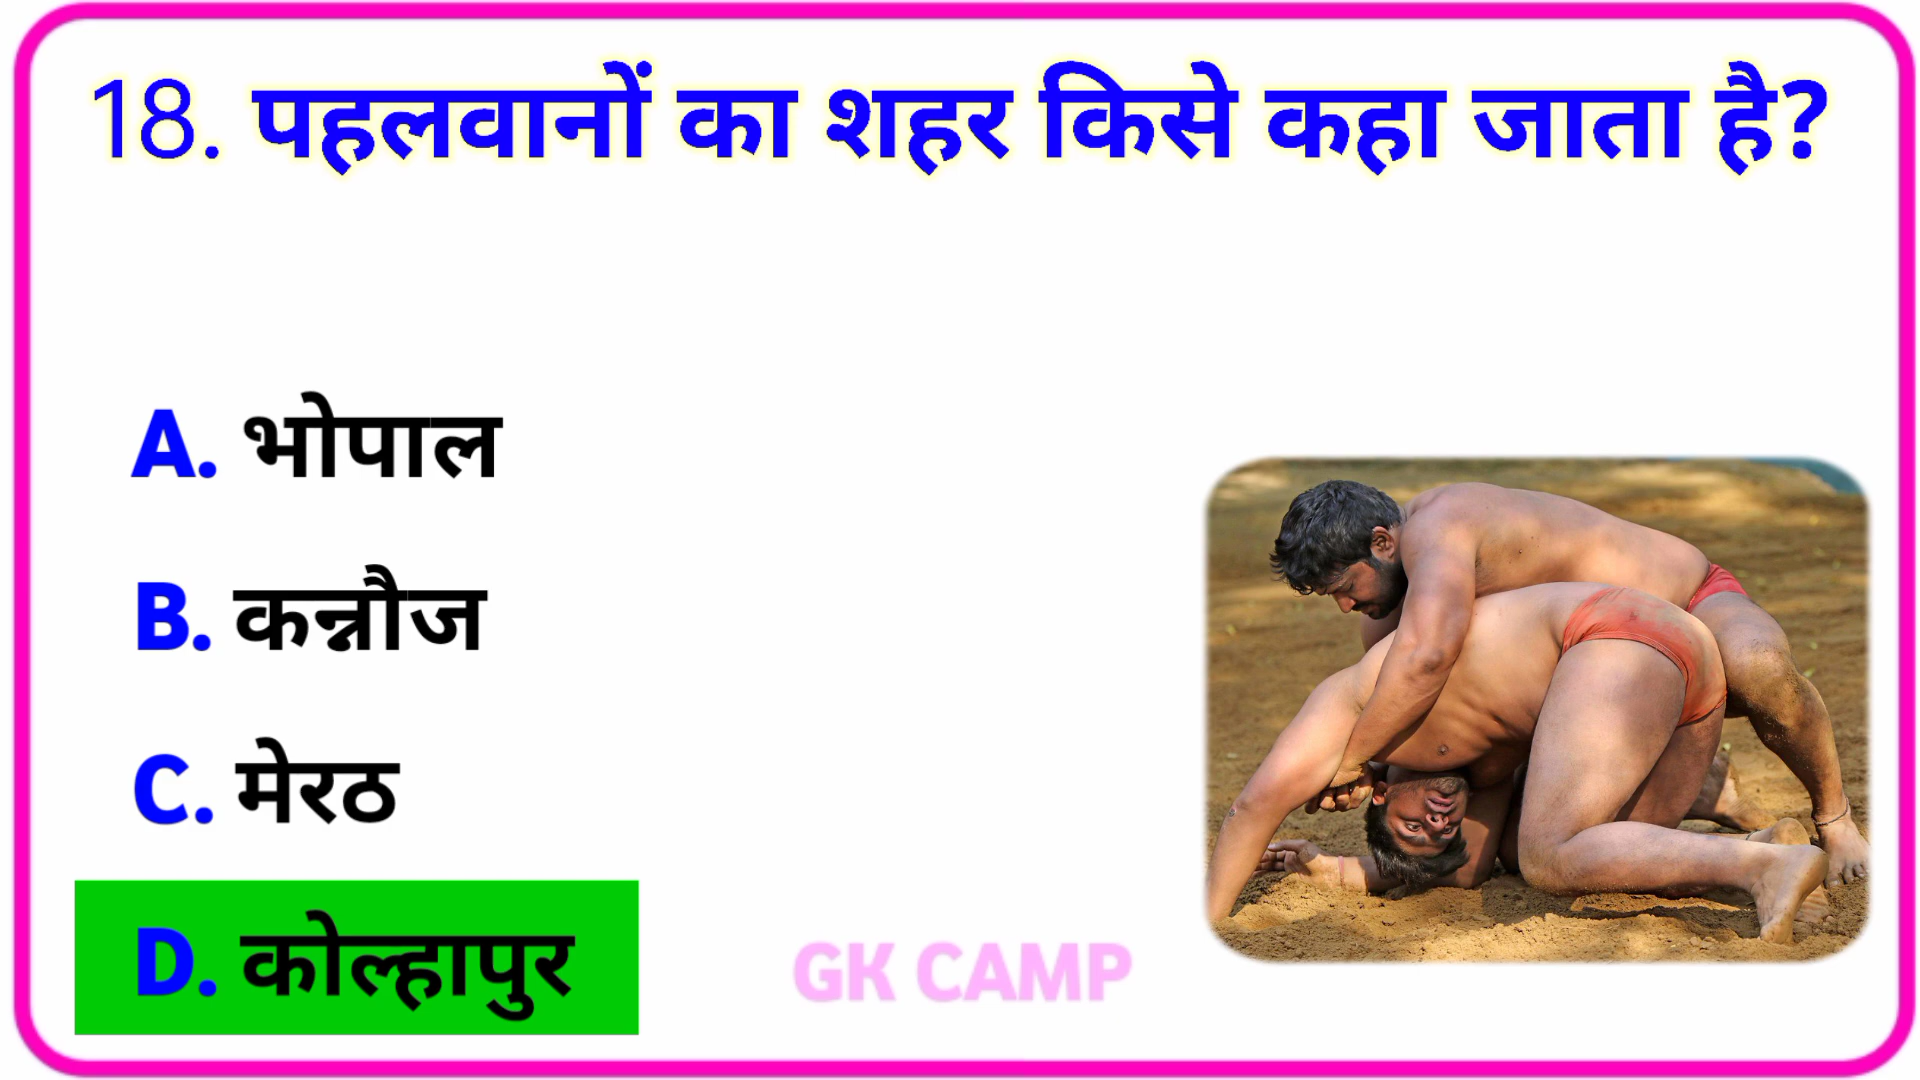 18. पहलवानों का शहर किसे कहा जाता है?
A. भोपाल
B. कन्नौज
C. मेरठ
D. कोल्हापुर
GK CAMP